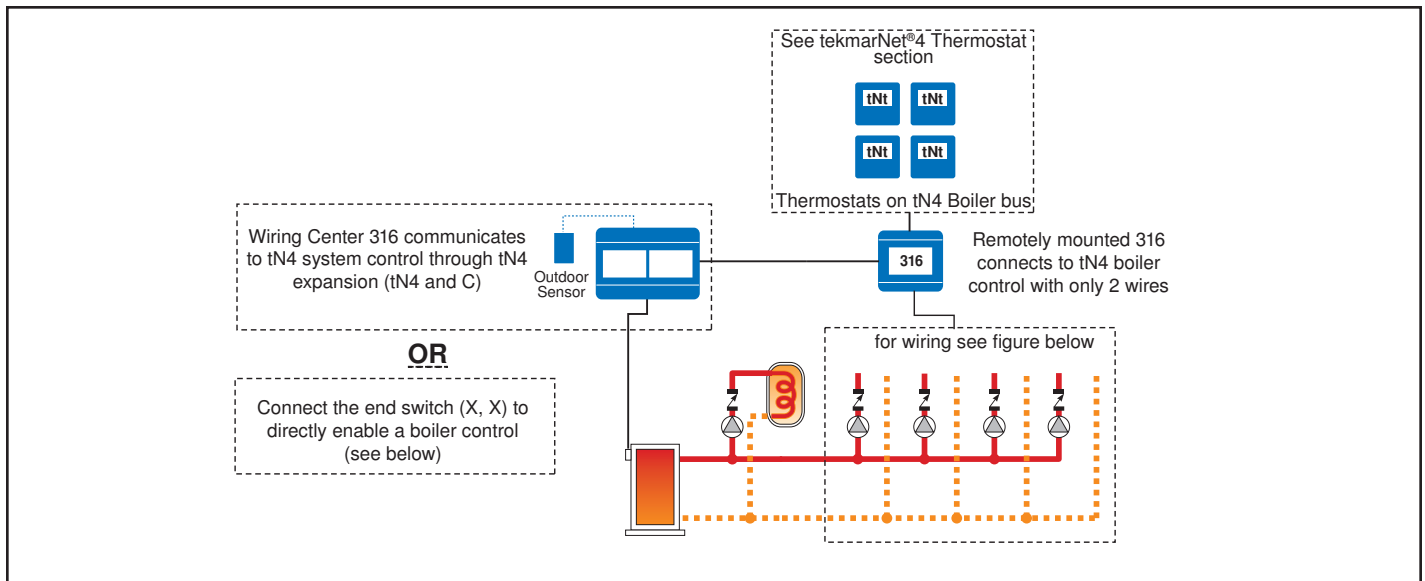 See tekmarNet®4 Thermostat
section
tNt
tNt
tNt
tNt
Thermostats on tN4 Boiler bus
Wiring Center 316 communicates
to tN4 system control through tN4
expansion (tN4 and C)
Outdoor
Sensor
316
Remotely mounted 316
connects to tN4 boiler
control with only 2 wires
OR
Connect the end switch (X, X) to
directly enable a boiler control
(see below)
for wiring see figure below